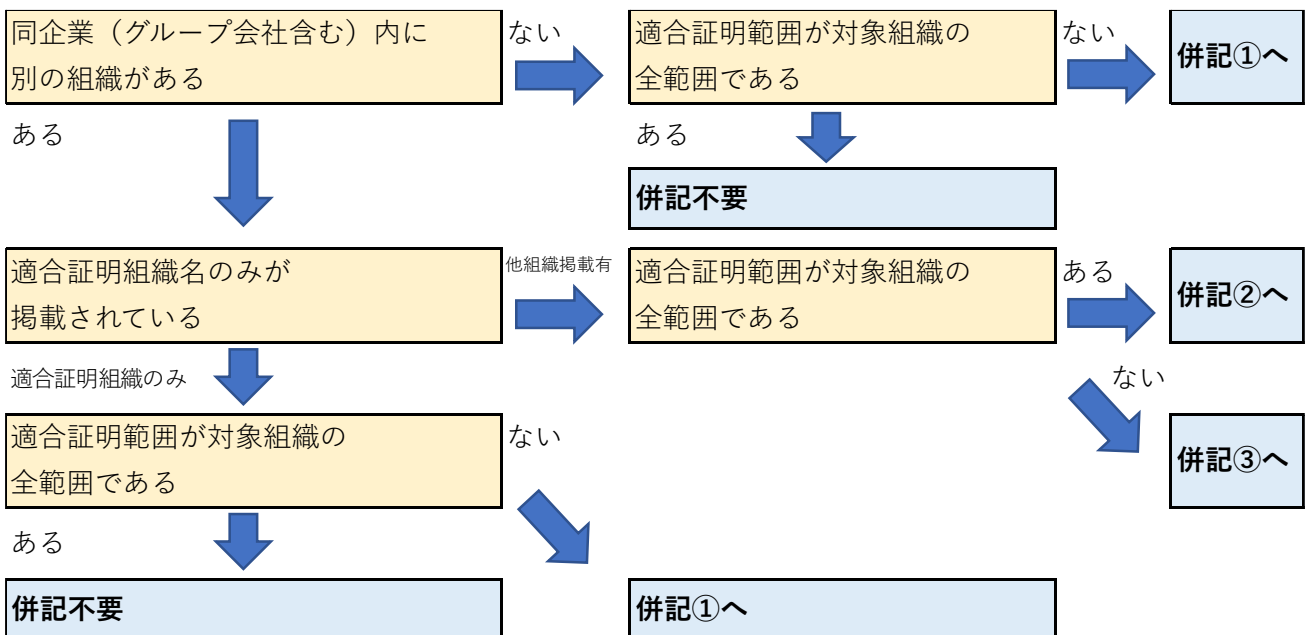 同企業（グループ会社含む）内に
別の組織がある
ない
適合証明範囲が対象組織の
全範囲である
ない
併記①へ
ある
ある
併記不要
適合証明組織名のみが
掲載されている
他組織掲載有
適合証明範囲が対象組織の
全範囲である
ある
併記②へ
適合証明組織のみ
ない
適合証明範囲が対象組織の
全範囲である
ない
併記③へ
ある
併記不要
併記①へ